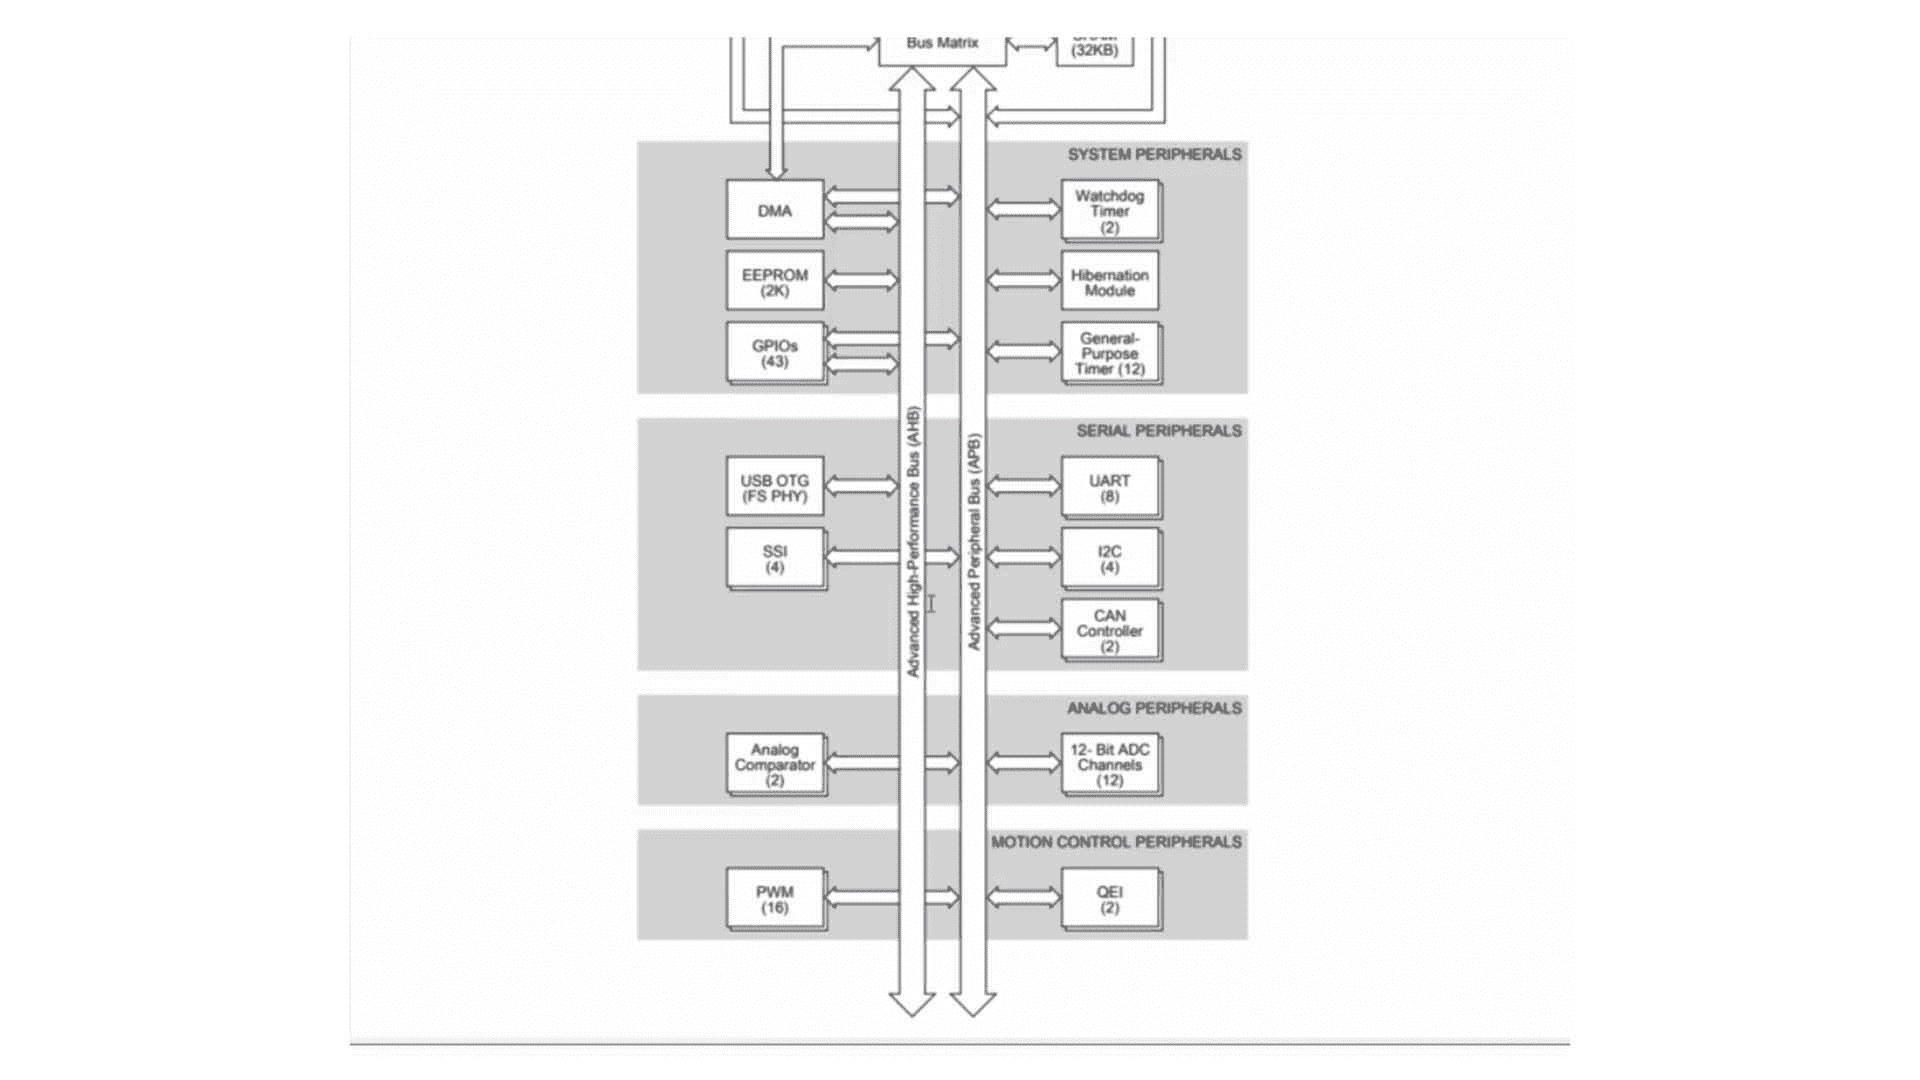 Bus Matrix
(32KB)
SYSTEM PERIPHERALS
DMA
Watchdog
Timer
(2)
EEPROM
(2K)
Hibernation
Module
GPIOs
(43)
General-
Purpose
Timer (12)
Advanced High-Performance Bus (AHB)
Advanced Peripheral Bus (APB)
SERIAL PERIPHERALS
USB OTG
(FS PHY)
UART
(8)
SSI
(4)
I2C
(4)
CAN
Controller
(2)
ANALOG PERIPHERALS
Analog
Comparator
(2)
12- Bit ADC
Channels
(12)
MOTION CONTROL PERIPHERALS
PWM
(16)
QEI
(2)